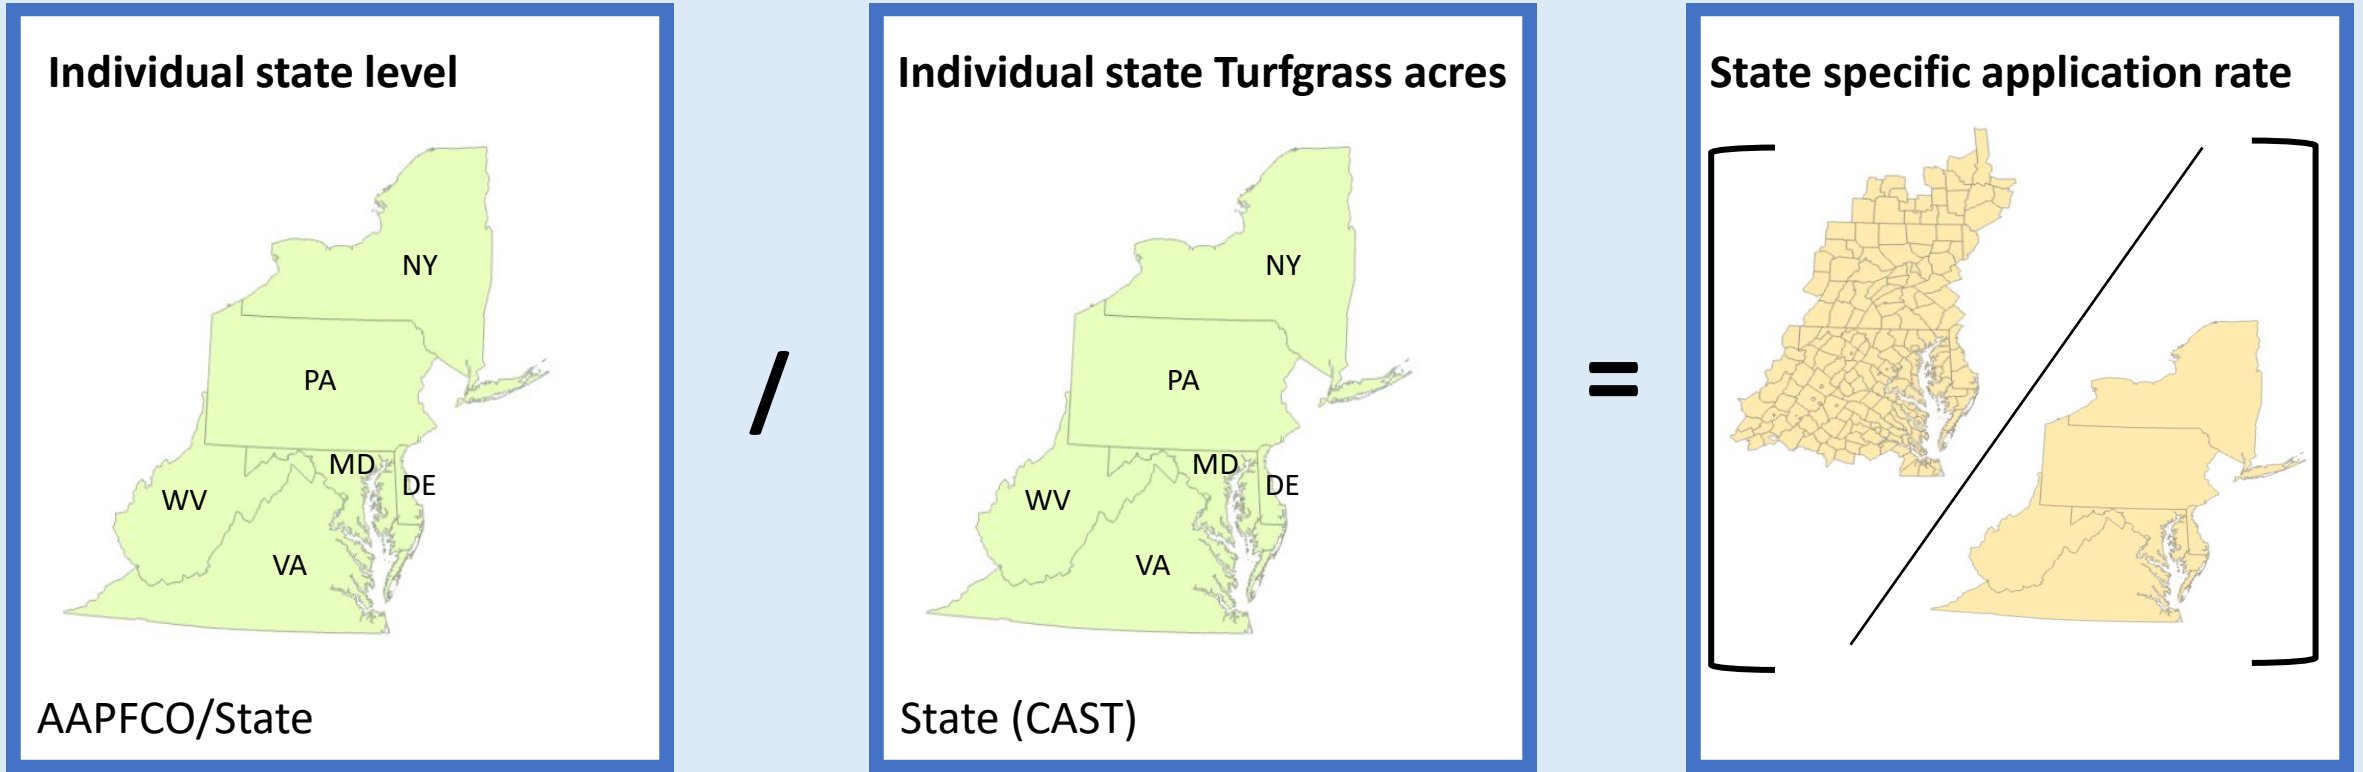 Individual state level
NY
PA
MD
DE
WV
VA
AAPFCO/State
/
Individual state Turfgrass acres
NY
PA
MD
DE
WV
VA
State (CAST)
=
State specific application rate